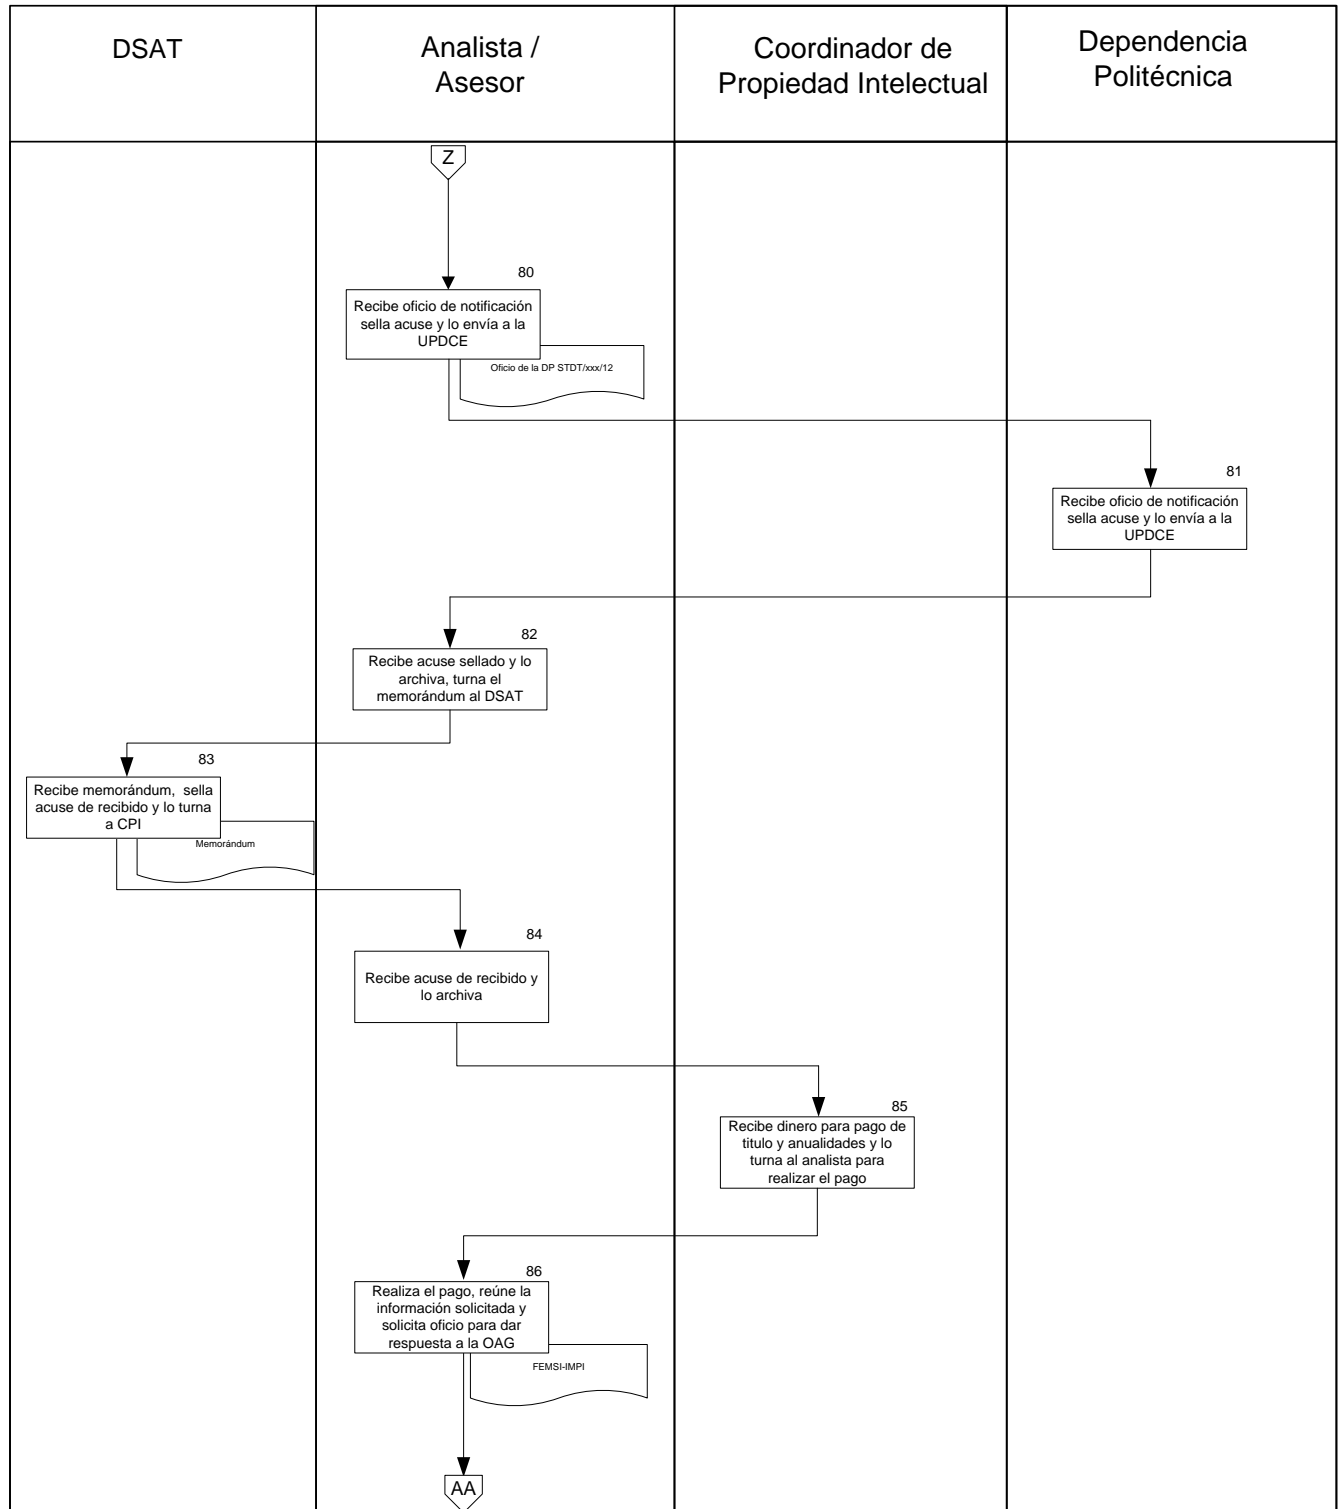 DSAT
Analista /
Asesor
Coordinador de
Propiedad Intelectual
Dependencia
Politécnica
Z
80
Recibe oficio de notificación
sella acuse y lo envía a la
UPDCE
Oficio de la DP STDT/xxx/12
81
Recibe oficio de notificación
sella acuse y lo envía a la
UPDCE
82
Recibe acuse sellado y lo
archiva, turna el
memorándum al DSAT
83
Recibe memorándum,  sella
acuse de recibido y lo turna
a CPI
Memorándum
84
Recibe acuse de recibido y
lo archiva
85
Recibe dinero para pago de
titulo y anualidades y lo
turna al analista para
realizar el pago
86
Realiza el pago, reúne la
información solicitada y
solicita oficio para dar
respuesta a la OAG
FEMSI-IMPI
AA